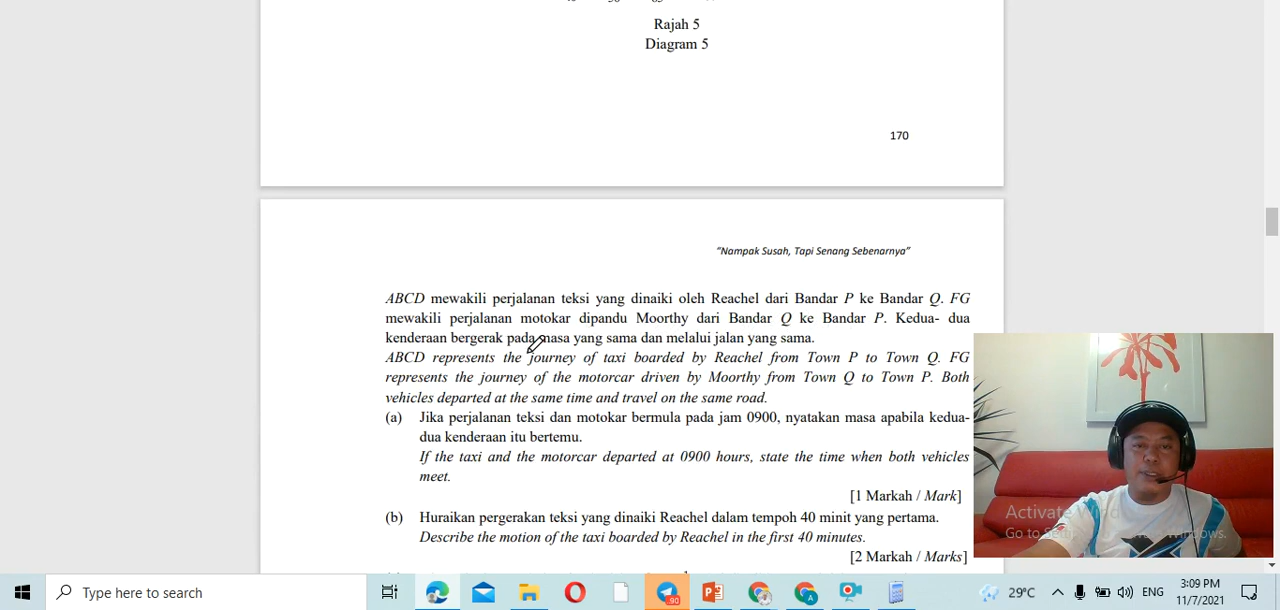 Rajah 5
Diagram 5
170
“Nampak Susah, Tapi Senang Sebenarnya”
ABCD mewakili perjalanan teksi yang dinaiki oleh Reachel dari Bandar P ke Bandar Q. FG
mewakili perjalanan motokar dipandu Moorthy dari Bandar Q ke Bandar P. Kedua- dua
kenderaan bergerak pada masa yang sama dan melalui jalan yang sama.
ABCD represents the journey of taxi boarded by Reachel from Town P to Town Q. FG
represents the journey of the motorcar driven by Moorthy from Town Q to Town P. Both
vehicles departed at the same time and travel on the same road.
(a) Jika perjalanan teksi dan motokar bermula pada jam 0900, nyatakan masa apabila kedua-
dua kenderaan itu bertemu.
If the taxi and the motorcar departed at 0900 hours, state the time when both vehicles
meet.
[1 Markah / Mark]
(b) Huraikan pergerakan teksi yang dinaiki Reachel dalam tempoh 40 minit yang pertama.
Describe the motion of the taxi boarded by Reachel in the first 40 minutes.
[2 Markah / Marks]
Activate
Go to Windows.
Type here to search
90
29°C
ENG
3:09 PM
11/7/2021